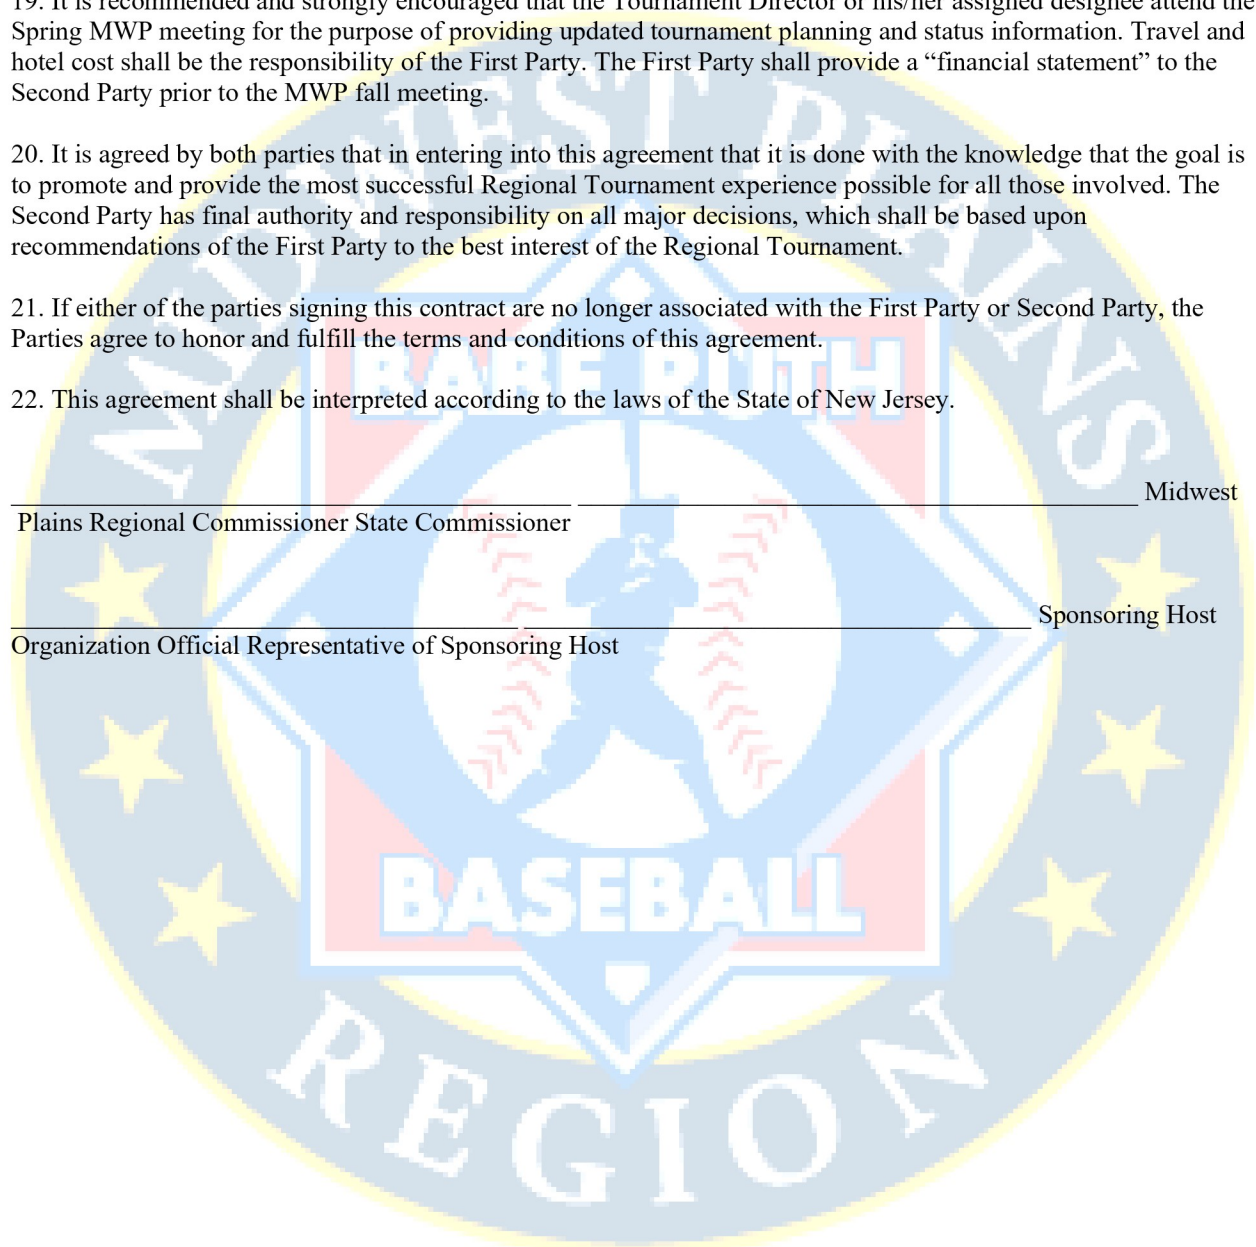 19. It is recommended and strongly encouraged that the Tournament Director or his/her assigned designee attend the
Spring MWP meeting for the purpose of providing updated tournament planning and status information. Travel and
hotel cost shall be the responsibility of the First Party. The First Party shall provide a “financial statement” to the
Second Party prior to the MWP fall meeting.
20. It is agreed by both parties that in entering into this agreement that it is done with the knowledge that the goal is
to promote and provide the most successful Regional Tournament experience possible for all those involved. The
Second Party has final authority and responsibility on all major decisions, which shall be based upon
recommendations of the First Party to the best interest of the Regional Tournament.
21. If either of the parties signing this contract are no longer associated with the First Party or Second Party, the
Parties agree to honor and fulfill the terms and conditions of this agreement.
22. This agreement shall be interpreted according to the laws of the State of New Jersey.
Midwest
Plains Regional Commissioner State Commissioner
Sponsoring Host
Organization Official Representative of Sponsoring Host
MIDWEST PLAINS
BABE RUTH
BASEBALL
REGION